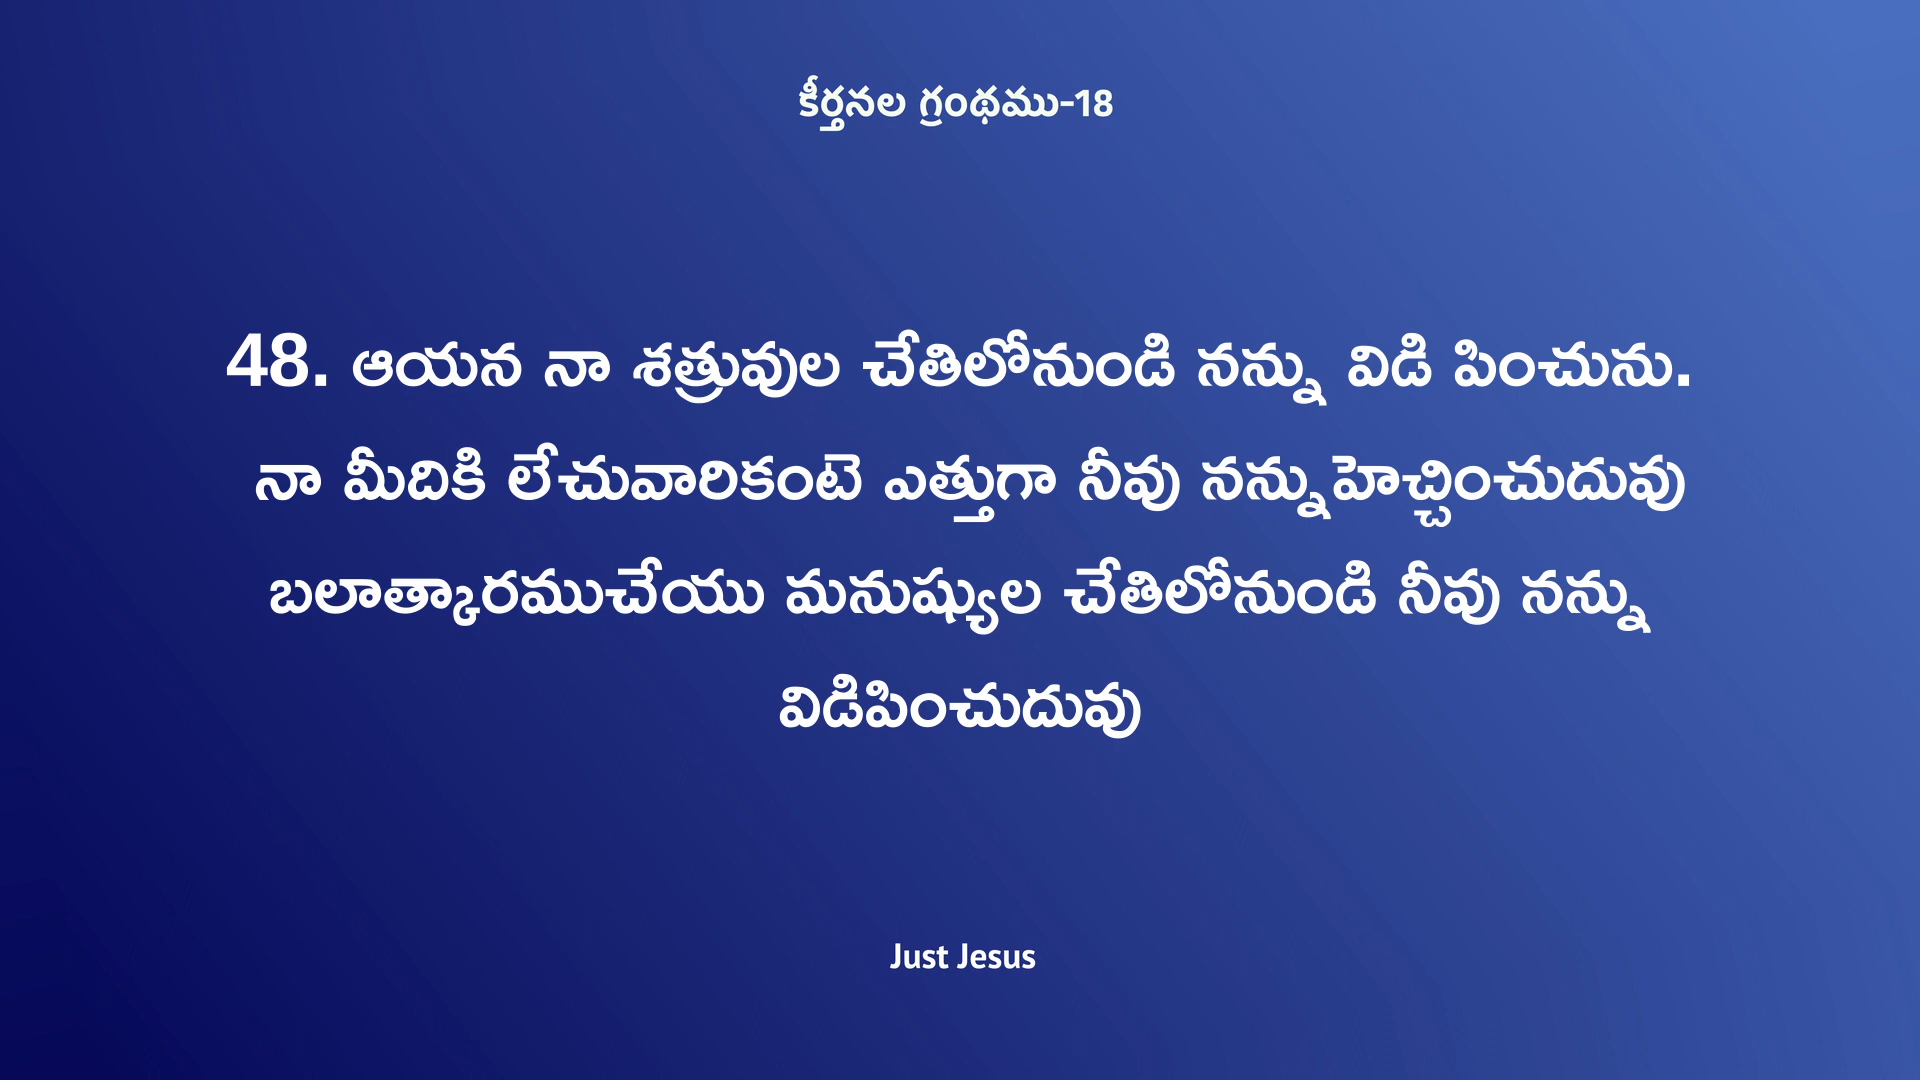 కీర్తనల గ్రంథము-18
48. ఆయన నా శత్రువుల చేతిలోనుండి నన్ను విడి పించును.
నా మీదికి లేచువారికంటె ఎత్తుగా నీవు నన్నుహెచ్చించుదువు
బలాత్కారముచేయు మనుష్యుల చేతిలోనుండి నీవు నన్ను
విడిపించుదువు
Just Jesus